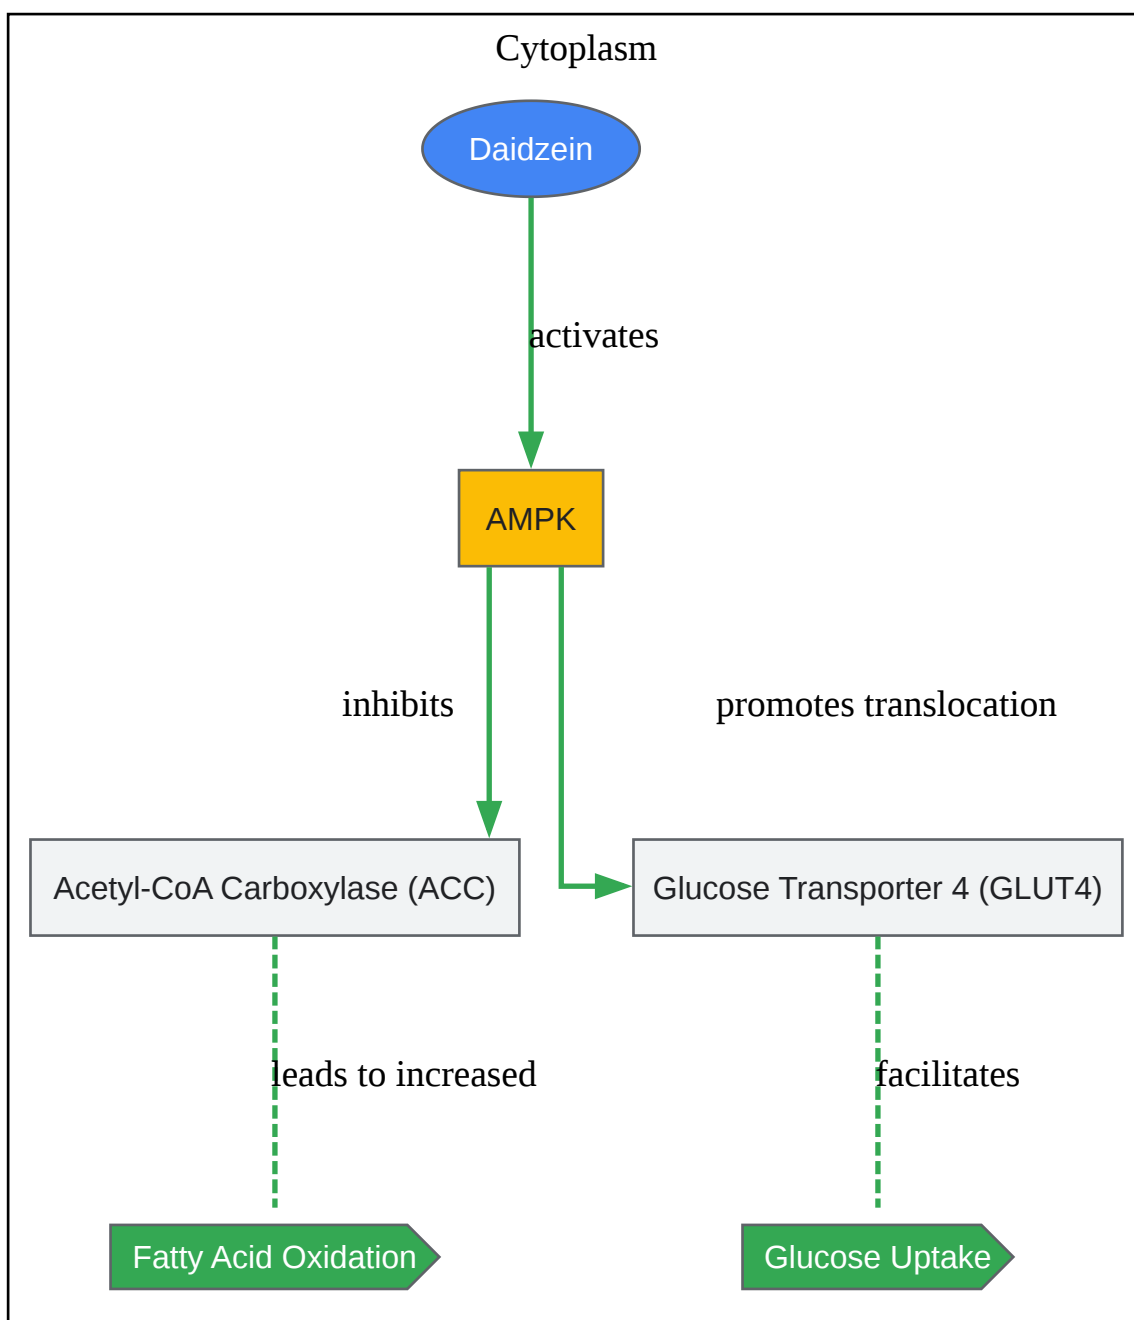 Cytoplasm
Daidzein
activates
AMPK
inhibits
promotes translocation
Acetyl-CoA Carboxylase (ACC)
Glucose Transporter 4 (GLUT4)
leads to increased
facilitates
Fatty Acid Oxidation
Glucose Uptake